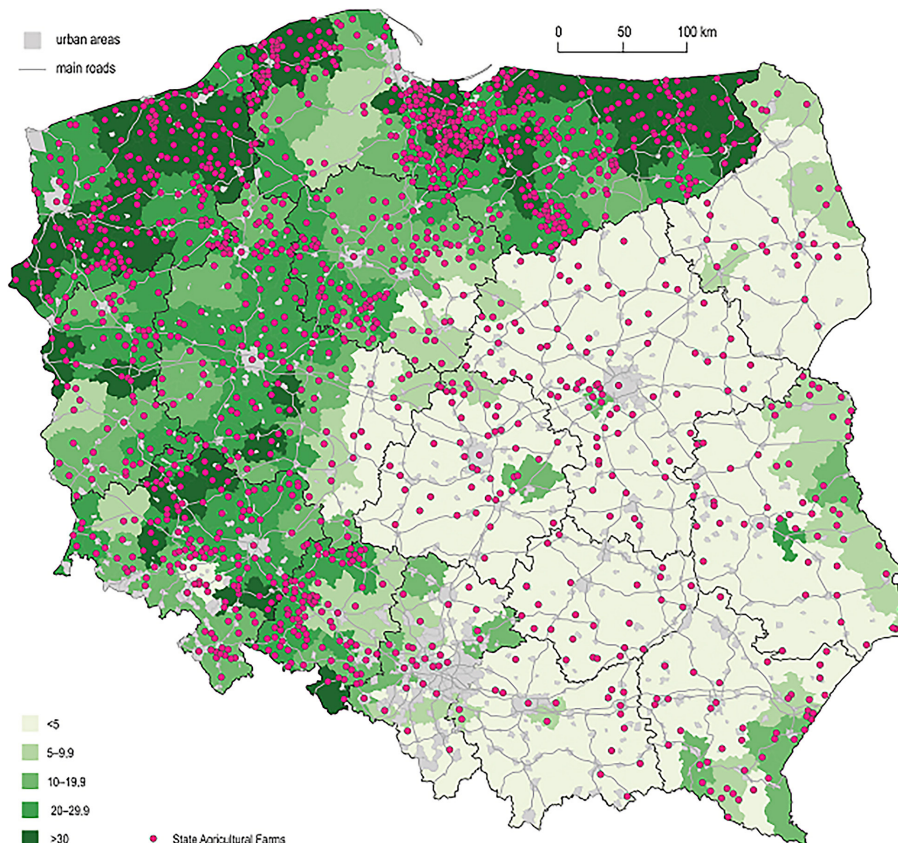 urban areas
main roads
0 50 100 km
<5
5–9,9
10–19,9
20–29,9
>30
State Agricultural Farms